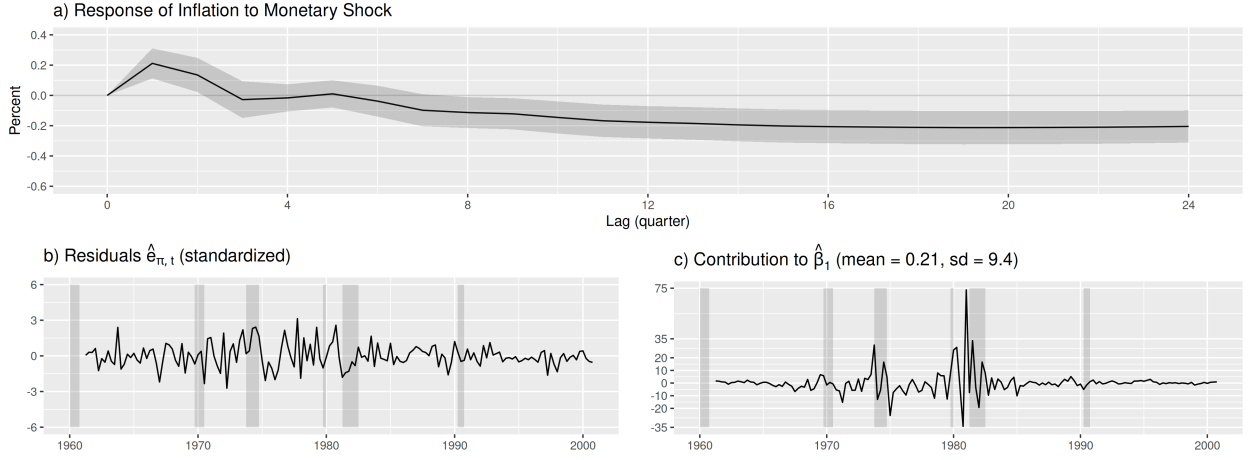 a) Response of Inflation to Monetary Shock
0.4
0.2
0.0
-0.2
-0.4
-0.6
Percent
0 4 8 12 16 20 24
Lag (quarter)
b) Residuals ê_π, t (standardized)
6
3
0
-3
-6
1960 1970 1980 1990 2000
c) Contribution to β̂_1 (mean = 0.21, sd = 9.4)
75
35
20
10
0
-10
-20
-35
1960 1970 1980 1990 2000